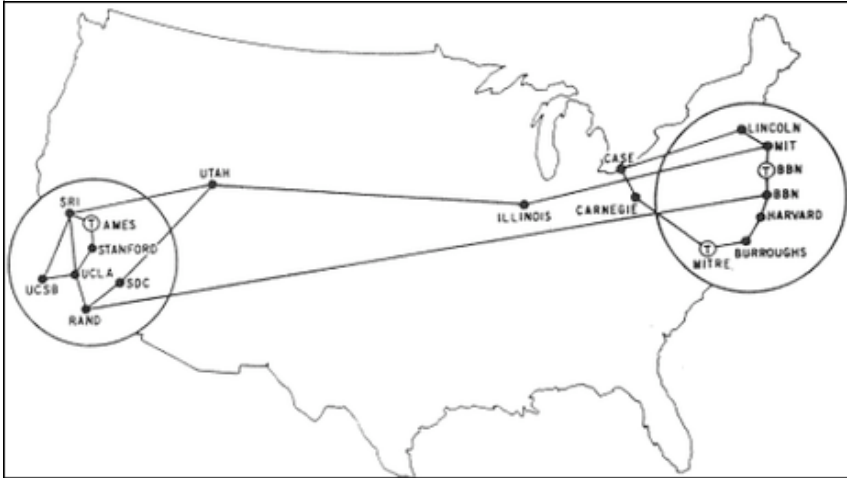 LINCOLN
MIT
CASE
T BBN
UTAH
BBN
SRI
ILLINOIS
CARNEGIE
T AMES
HARVARD
STANFORD
BURROUGHS
T
MITRE
UCLA
SDC
UCSB
RAND